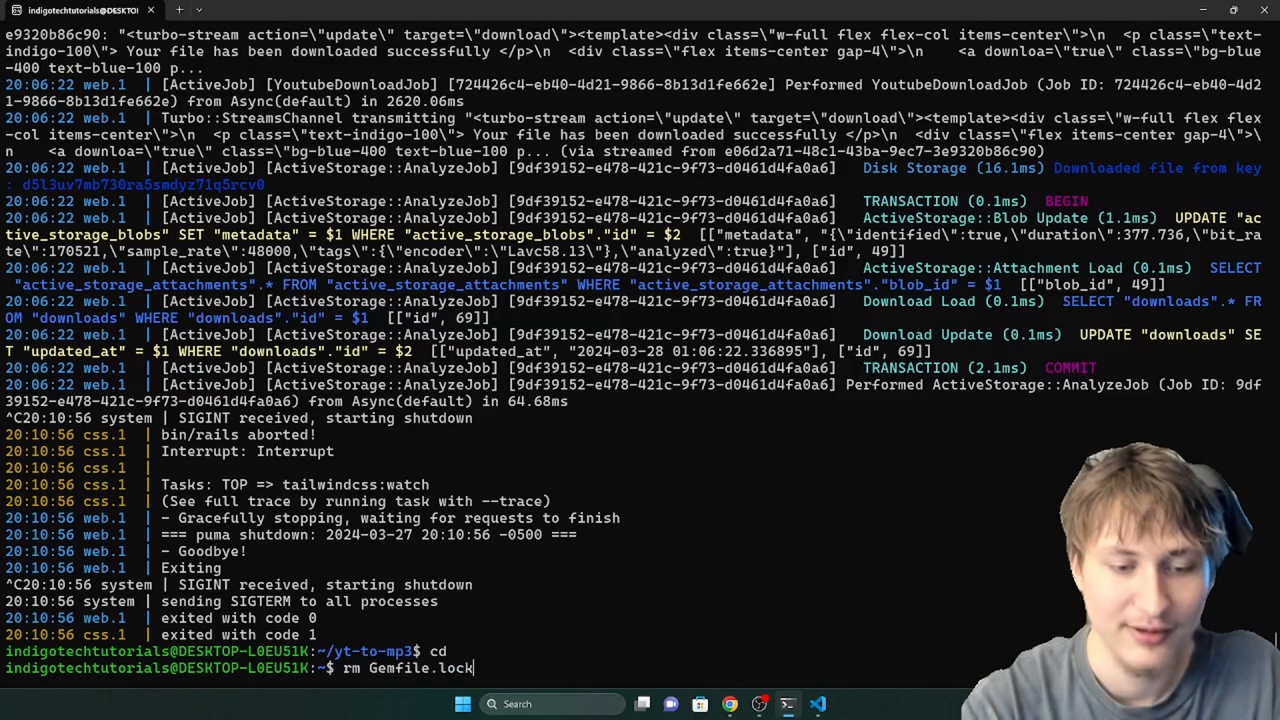 indigotechtutorials@DESKTOP-L0EU51K:
e9320b86c90: "<turbo-stream action=\"update\" target=\"download\"><template><div class=\"w-full flex flex-col items-center\">\n  <p class=\"text-
indigo-100\"> Your file has been downloaded successfully </p>\n  <div class=\"flex items-center gap-4\">\n    <a downloa=\"true\" class=\"bg-blue
-400 text-blue-100 p...
20:06:22 web.1  | [ActiveJob] [YoutubeDownloadJob] [724426c4-eb40-4d21-9866-8b13d1fe662e] Performed YoutubeDownloadJob (Job ID: 724426c4-eb40-4d2
1-9866-8b13d1fe662e) from Async(default) in 2620.06ms
20:06:22 web.1  | Turbo::StreamsChannel transmitting "<turbo-stream action=\"update\" target=\"download\"><template><div class=\"w-full flex flex
-col items-center\">\n  <p class=\"text-indigo-100\"> Your file has been downloaded successfully </p>\n  <div class=\"flex items-center gap-4\">\
n    <a downloa=\"true\" class=\"bg-blue-400 text-blue-100 p... (via streamed from e06d2a71-48c1-43ba-9ec7-3e9320b86c90)
20:06:22 web.1  | [ActiveJob] [ActiveStorage::AnalyzeJob] [9df39152-e478-421c-9f73-d0461d4fa0a6]   Disk Storage (16.1ms) Downloaded file from key
: d5l3uv7mb730ra5smdyz71q5rcv0
20:06:22 web.1  | [ActiveJob] [ActiveStorage::AnalyzeJob] [9df39152-e478-421c-9f73-d0461d4fa0a6]   TRANSACTION (0.1ms)  BEGIN
20:06:22 web.1  | [ActiveJob] [ActiveStorage::AnalyzeJob] [9df39152-e478-421c-9f73-d0461d4fa0a6]   ActiveStorage::Blob Update (1.1ms)  UPDATE "ac
tive_storage_blobs" SET "metadata" = $1 WHERE "active_storage_blobs"."id" = $2  [["metadata", "{\"identified\":true,\"duration\":377.736,\"bit_ra
te\":170521,\"sample_rate\":48000,\"tags\":{\"encoder\":\"Lavc58.13\"},\"analyzed\":true}"], ["id", 49]]
20:06:22 web.1  | [ActiveJob] [ActiveStorage::AnalyzeJob] [9df39152-e478-421c-9f73-d0461d4fa0a6]   ActiveStorage::Attachment Load (0.1ms)  SELECT
 "active_storage_attachments".* FROM "active_storage_attachments" WHERE "active_storage_attachments"."blob_id" = $1  [["blob_id", 49]]
20:06:22 web.1  | [ActiveJob] [ActiveStorage::AnalyzeJob] [9df39152-e478-421c-9f73-d0461d4fa0a6]   Download Load (0.1ms)  SELECT "downloads".* FR
OM "downloads" WHERE "downloads"."id" = $1  [["id", 69]]
20:06:22 web.1  | [ActiveJob] [ActiveStorage::AnalyzeJob] [9df39152-e478-421c-9f73-d0461d4fa0a6]   Download Update (0.1ms)  UPDATE "downloads" SE
T "updated_at" = $1 WHERE "downloads"."id" = $2  [["updated_at", "2024-03-28 01:06:22.336895"], ["id", 69]]
20:06:22 web.1  | [ActiveJob] [ActiveStorage::AnalyzeJob] [9df39152-e478-421c-9f73-d0461d4fa0a6]   TRANSACTION (2.1ms)  COMMIT
20:06:22 web.1  | [ActiveJob] [ActiveStorage::AnalyzeJob] [9df39152-e478-421c-9f73-d0461d4fa0a6] Performed ActiveStorage::AnalyzeJob (Job ID: 9df
39152-e478-421c-9f73-d0461d4fa0a6) from Async(default) in 64.68ms
^C20:10:56 system | SIGINT received, starting shutdown
20:10:56 css.1  | bin/rails aborted!
20:10:56 css.1  | Interrupt: Interrupt
20:10:56 css.1  |
20:10:56 css.1  | Tasks: TOP => tailwindcss:watch
20:10:56 css.1  | (See full trace by running task with --trace)
20:10:56 web.1  | - Gracefully stopping, waiting for requests to finish
20:10:56 web.1  | === puma shutdown: 2024-03-27 20:10:56 -0500 ===
20:10:56 web.1  | - Goodbye!
20:10:56 web.1  | Exiting
^C20:10:56 system | SIGINT received, starting shutdown
20:10:56 system | sending SIGTERM to all processes
20:10:56 web.1  | exited with code 0
20:10:56 css.1  | exited with code 1
indigotechtutorials@DESKTOP-L0EU51K:~/yt-to-mp3$ cd
indigotechtutorials@DESKTOP-L0EU51K:~$ rm Gemfile.lock
Search